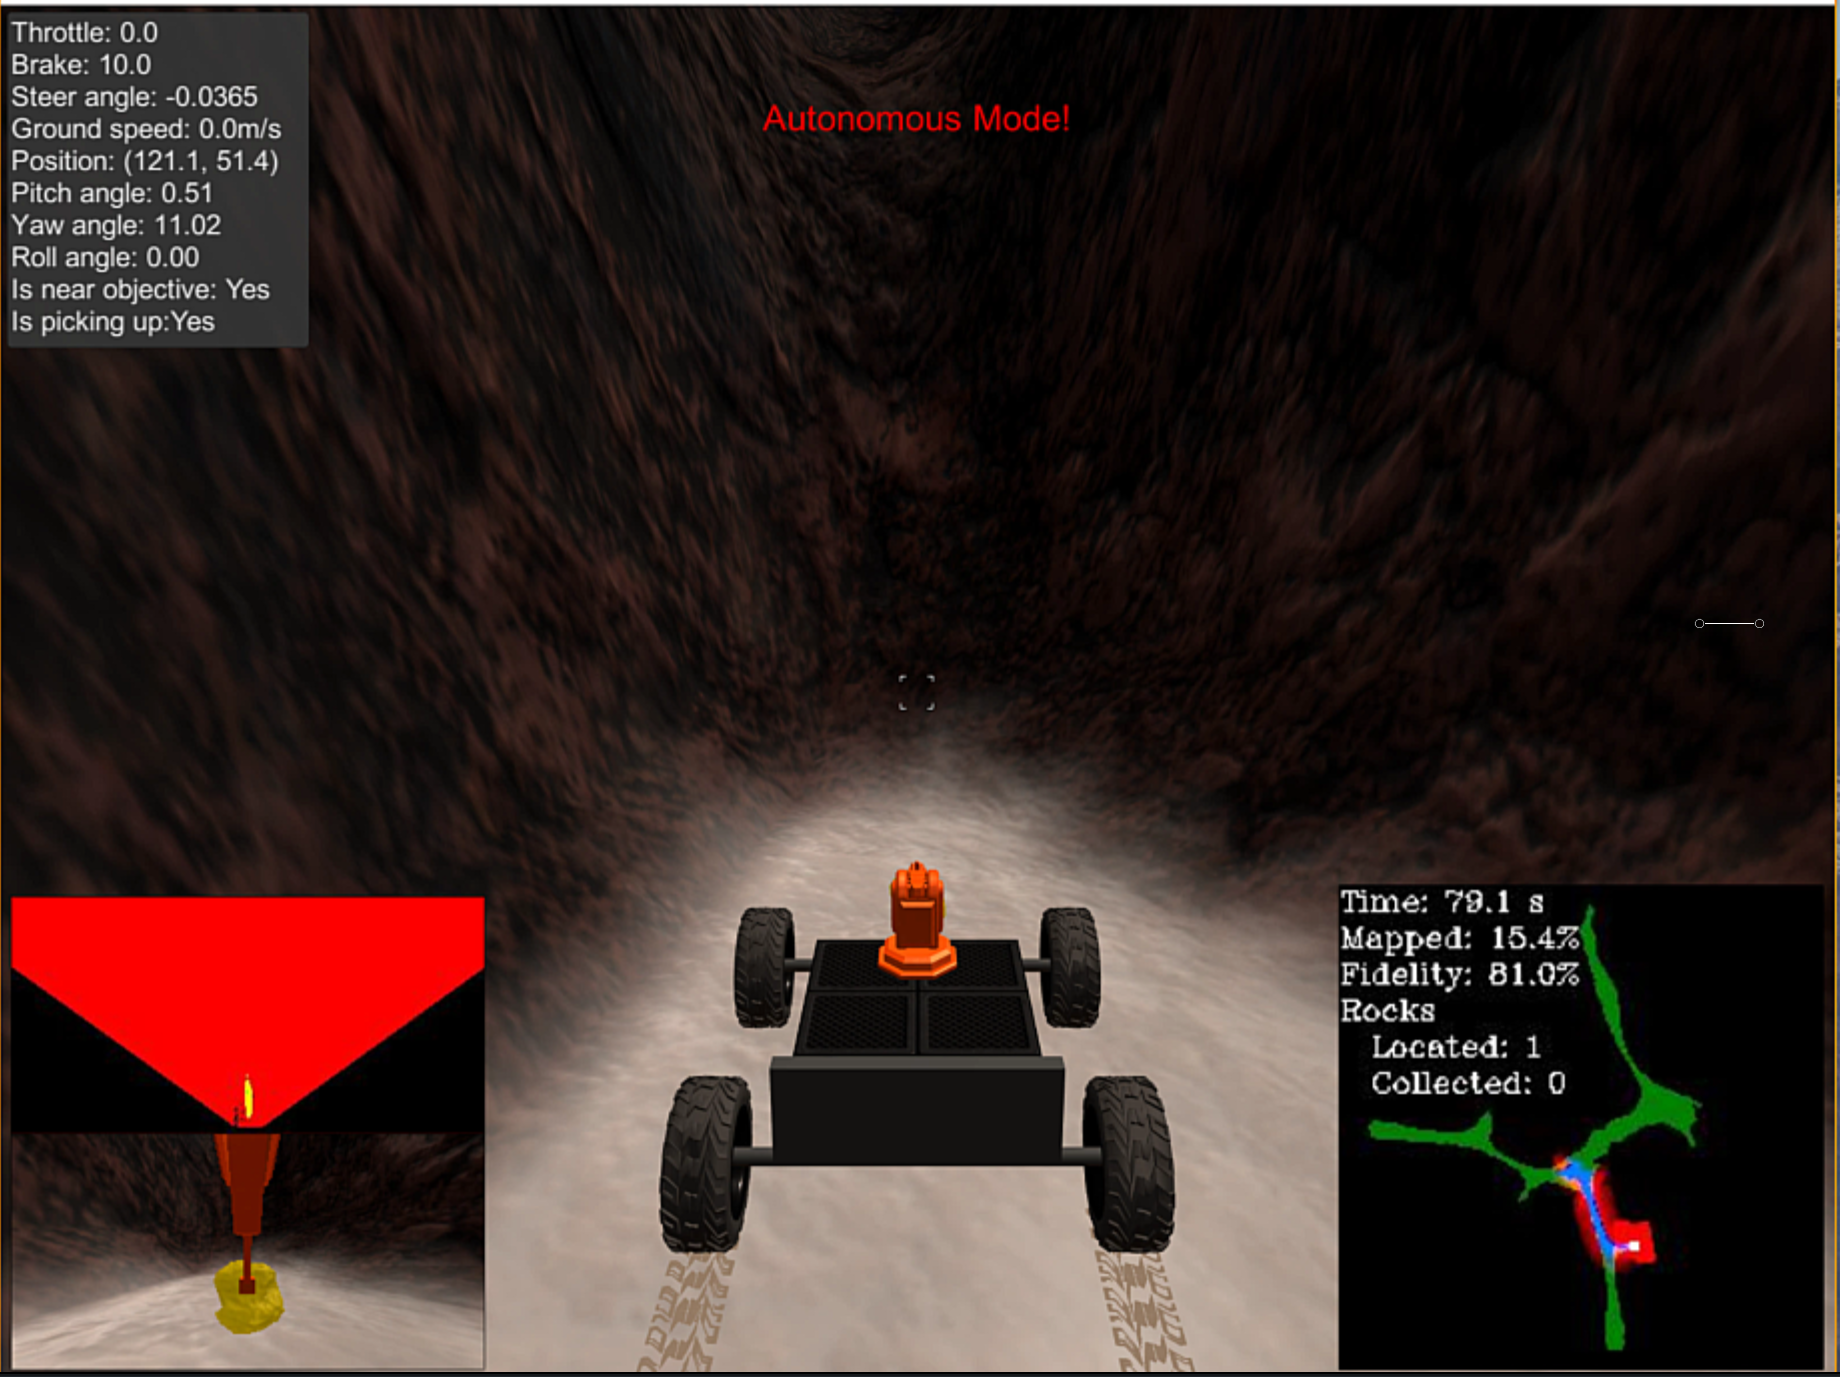 Throttle: 0.0
Brake: 10.0
Steer angle: -0.0365
Ground speed: 0.0m/s
Position: (121.1, 51.4)
Pitch angle: 0.51
Yaw angle: 11.02
Roll angle: 0.00
Is near objective: Yes
Is picking up:Yes
Autonomous Mode!
Time: 79.1 s
Mapped: 15.4%
Fidelity: 81.0%
Rocks
Located: 1
Collected: 0